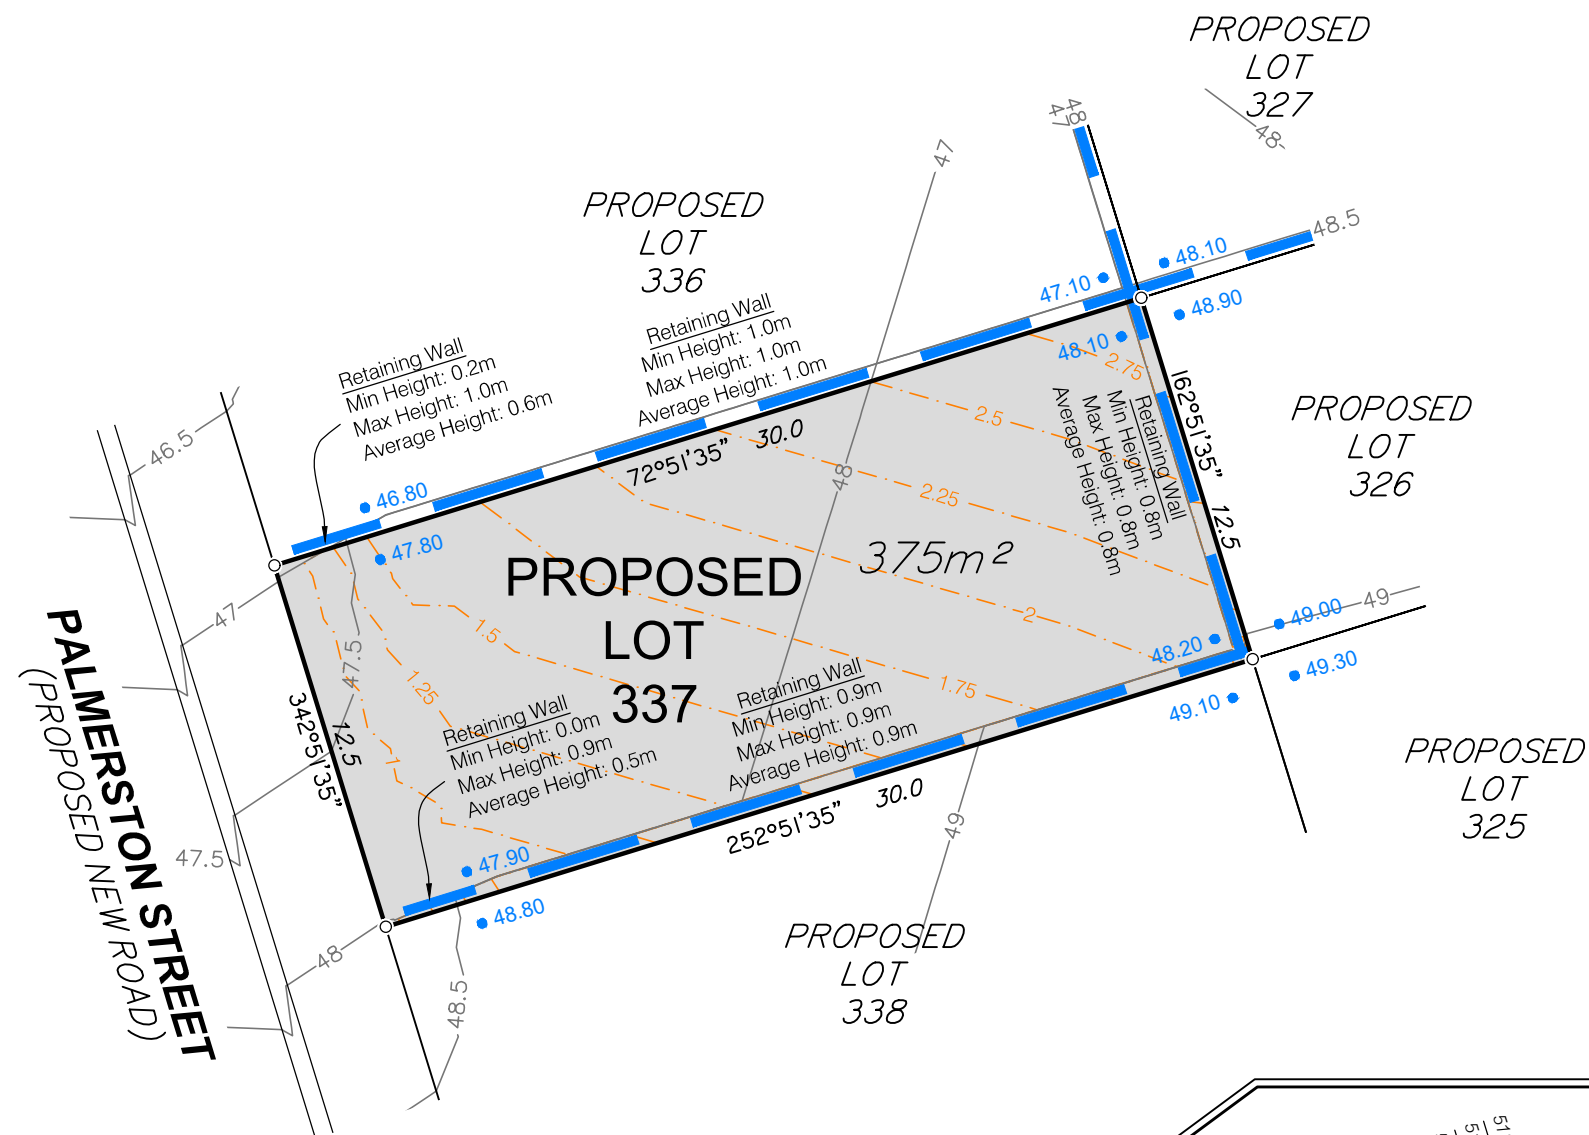 PROPOSED
LOT
327
48
47
48
47
PROPOSED
LOT
336
48.5
48.10
47.10
48.90
48.10
2.75
Retaining Wall
Min Height: 0.2m
Max Height: 1.0m
Average Height: 0.6m
Retaining Wall
Min Height: 1.0m
Max Height: 1.0m
Average Height: 1.0m
46.5
46.80
47.80
72°51'35" 30.0
48
2.5
2.25
162°51'35" 12.5
Retaining Wall
Min Height: 0.8m
Max Height: 0.8m
Average Height: 0.8m
PROPOSED
LOT
326
375m²
PROPOSED
LOT
337
2
1.75
1.5
1.25
1
47
47.5
342°51'35"
12.5
PALMERSTON STREET
(PROPOSED NEW ROAD)
Retaining Wall
Min Height: 0.0m
Max Height: 0.9m
Average Height: 0.5m
Retaining Wall
Min Height: 0.9m
Max Height: 0.9m
Average Height: 0.9m
48.20
49.00
49
49.30
49.10
PROPOSED
LOT
325
252°51'35" 30.0
49
47.5
47.90
48.80
48
48.5
PROPOSED
LOT
338